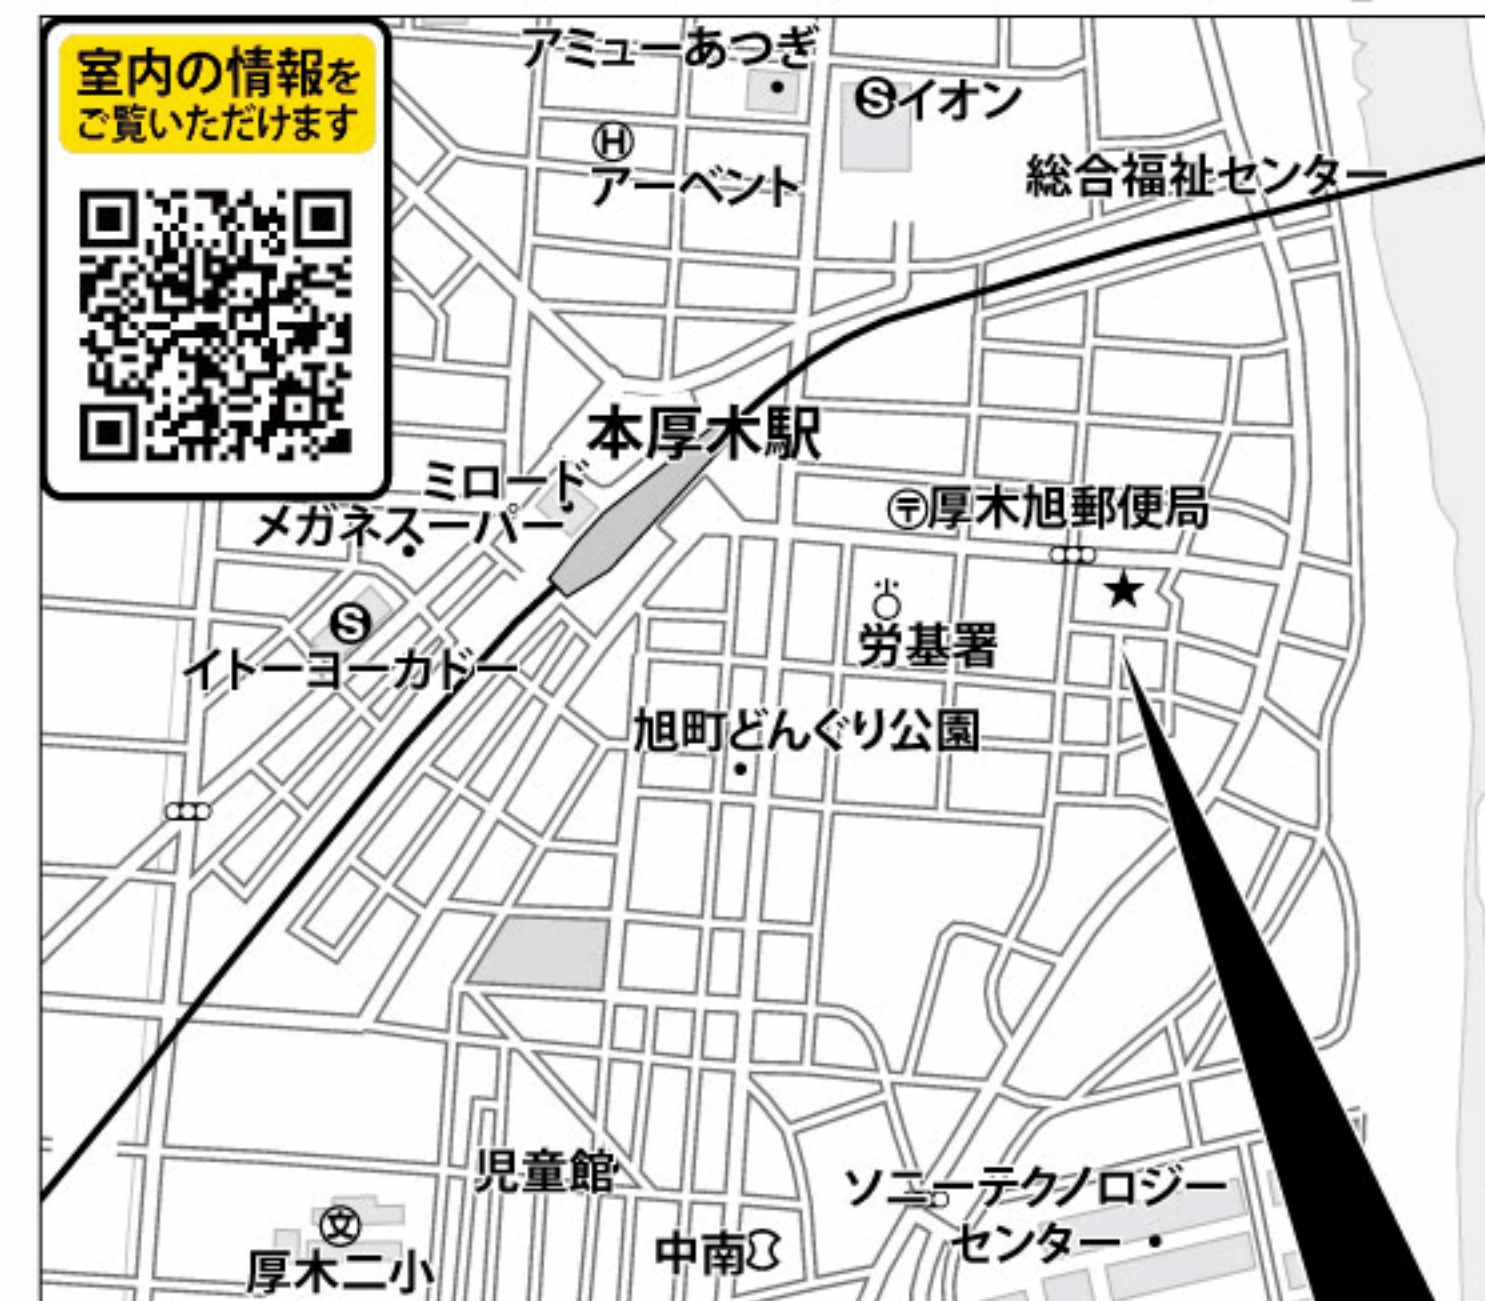 室内の情報を
ご覧いただけます
アミューあつぎ
Sイオン
H
アーベント
総合福祉センター
本厚木駅
ミロード
メガネスーパー
〒厚木旭郵便局
S
イトーヨーカドー
労基署
旭町どんぐり公園
児童館
ソニーテクノロジー
センター
文
厚木二小
中南